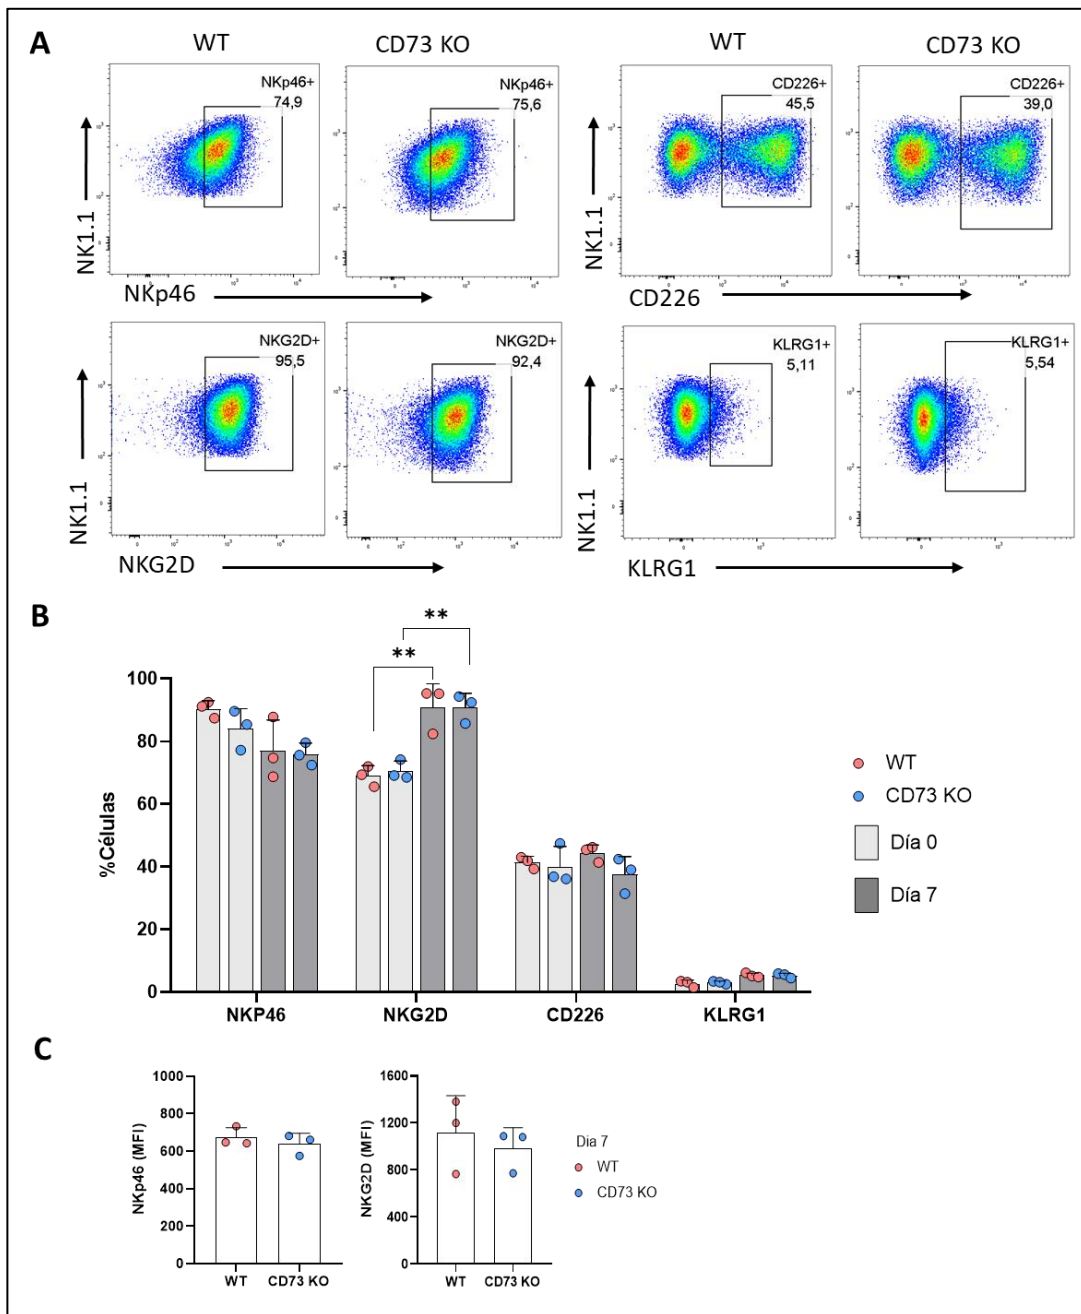 A
WT
CD73 KO
WT
CD73 KO
NKp46+
74,9
NKp46+
75,6
CD226+
45,5
CD226+
39,0
NK1.1
NK1.1
NKp46
CD226
NKG2D+
95,5
NKG2D+
92,4
KLRG1+
5,11
KLRG1+
5,54
NK1.1
NK1.1
NKG2D
KLRG1
B
**
**
100
80
60
40
20
0
%Células
NKP46
NKG2D
CD226
KLRG1
WT
CD73 KO
Día 0
Día 7
C
1000
800
600
400
200
0
NKp46 (MFI)
WT
CD73 KO
1600
1200
800
400
0
NKG2D (MFI)
WT
CD73 KO
Dia 7
WT
CD73 KO